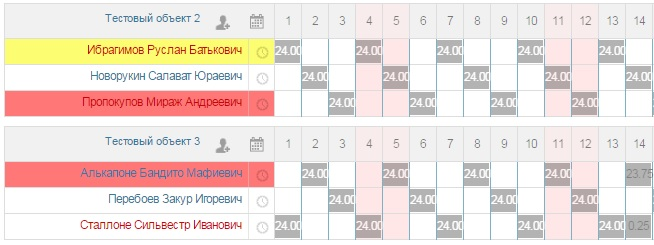 Тестовый объект 2 1 2 3 4 5 6 7 8 9 10 11 12 13 14
Ибрагимов Руслан Батькович 24.00 24.00 24.00 24.00 24.00
Новорукин Салават Юраевич 24.00 24.00 24.00 24.00 24.00
Пропокупов Мираж Андреевич 24.00 24.00 24.00 24.00
Тестовый объект 3 1 2 3 4 5 6 7 8 9 10 11 12 13 14
Алькапоне Бандито Мафиевич 24.00 24.00 24.00 24.00 23.75
Перебоев Закур Игоревич 24.00 24.00 24.00 24.00
Сталлоне Сильвестр Иванович 24.00 24.00 24.00 24.00 24.00 0.25